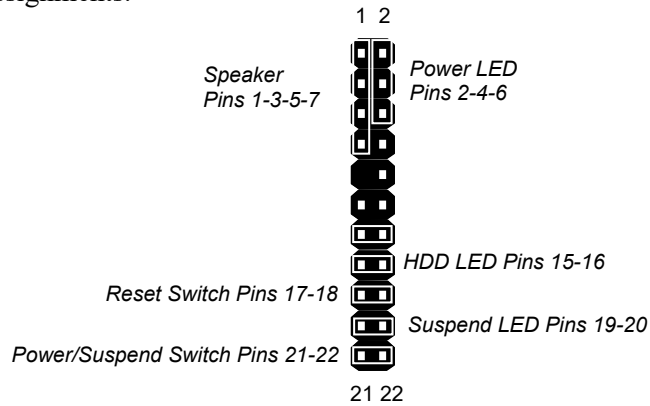 signments.
1 2
Speaker
Pins 1-3-5-7
Power LED
Pins 2-4-6
HDD LED Pins 15-16
Reset Switch Pins 17-18
Suspend LED Pins 19-20
Power/Suspend Switch Pins 21-22
21 22